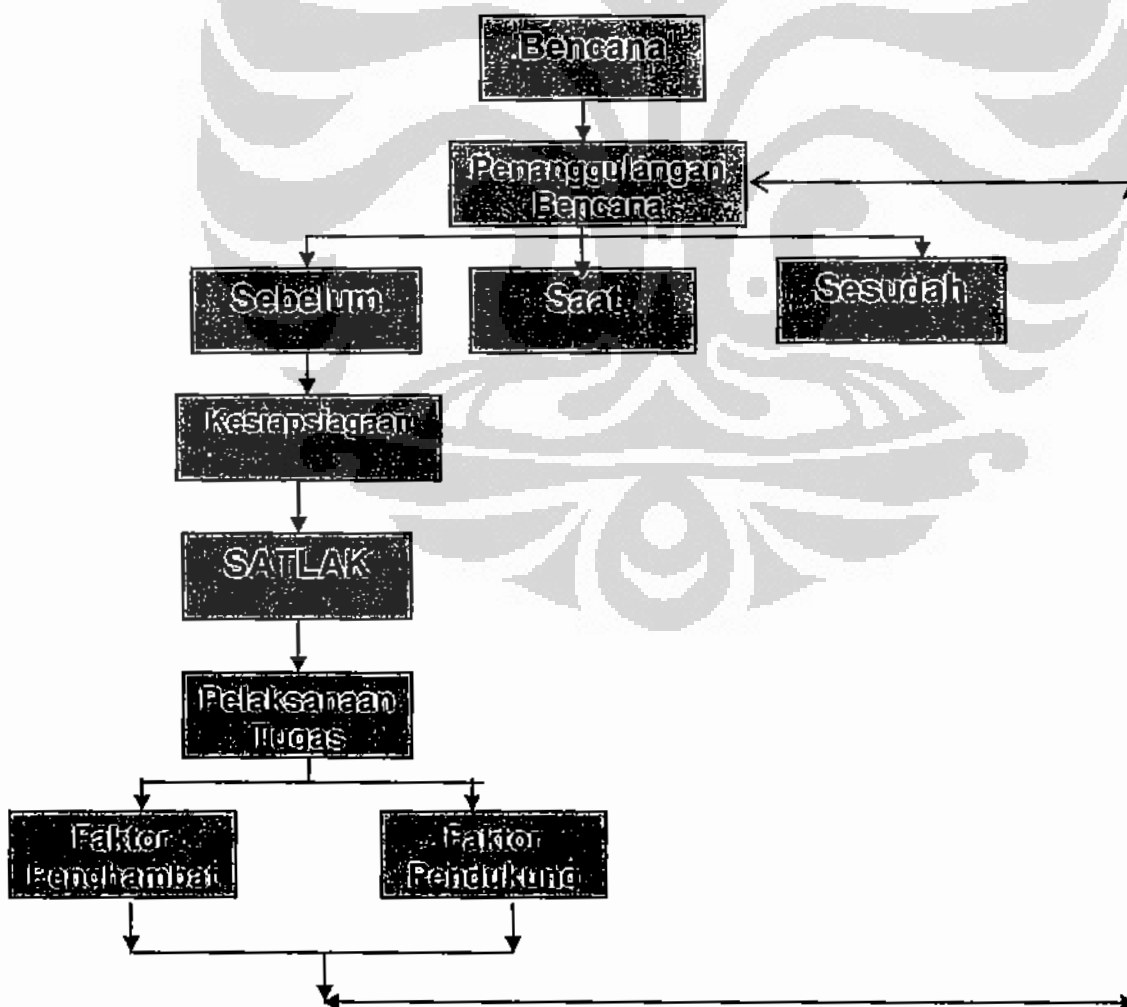 Bencana
Penanggulangan
Bencana
Sebelum
Saat
Sesudah
Kesiapsiagaan
SATLAK
Pelaksanaan
Tugas
Faktor
Penghambat
Faktor
Pendukung